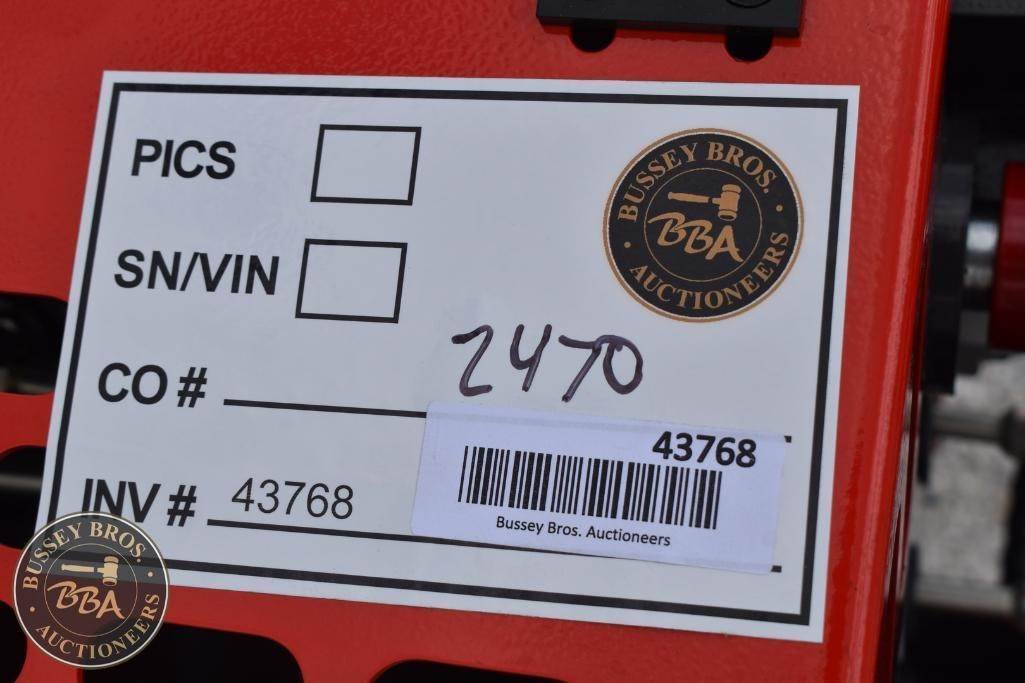 PICS
BUSSEY BROS.
BBA
AUCTIONEERS
SN/VIN
CO # 2470
43768
Bussey Bros. Auctioneers
INV # 43768
BUSSEY BROS.
BBA
AUCTIONEERS